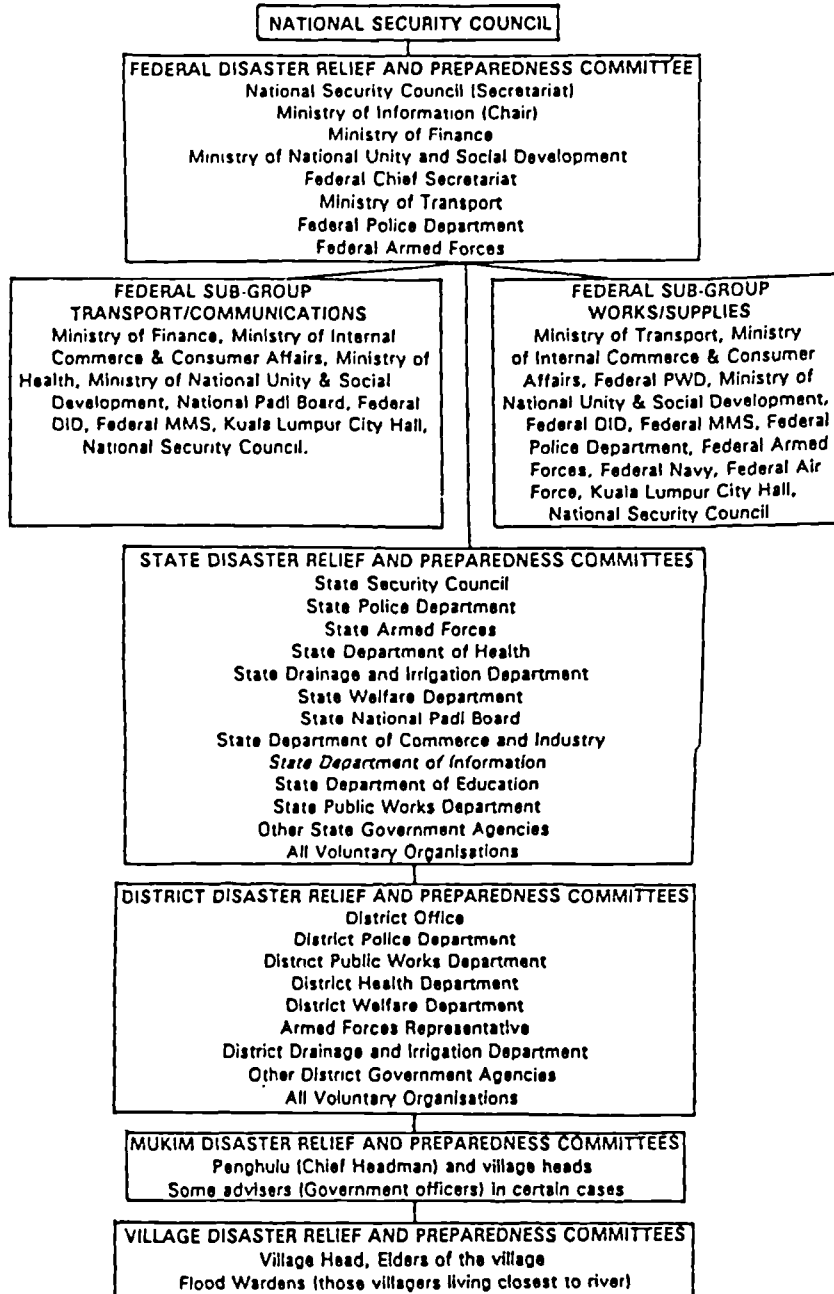 NATIONAL SECURITY COUNCIL
FEDERAL DISASTER RELIEF AND PREPAREDNESS COMMITTEE
National Security Council (Secretariat)
Ministry of Information (Chair)
Ministry of Finance
Ministry of National Unity and Social Development
Federal Chief Secretariat
Ministry of Transport
Federal Police Department
Federal Armed Forces
FEDERAL SUB-GROUP
TRANSPORT/COMMUNICATIONS
Ministry of Finance, Ministry of Internal
Commerce & Consumer Affairs, Ministry of
Health, Ministry of National Unity & Social
Development, National Padi Board, Federal
DID, Federal MMS, Kuala Lumpur City Hall,
National Security Council.
FEDERAL SUB-GROUP
WORKS/SUPPLIES
Ministry of Transport, Ministry
of Internal Commerce & Consumer
Affairs, Federal PWD, Ministry of
National Unity & Social Development,
Federal DID, Federal MMS, Federal
Police Department, Federal Armed
Forces, Federal Navy, Federal Air
Force, Kuala Lumpur City Hall,
National Security Council
STATE DISASTER RELIEF AND PREPAREDNESS COMMITTEES
State Security Council
State Police Department
State Armed Forces
State Department of Health
State Drainage and Irrigation Department
State Welfare Department
State National Padi Board
State Department of Commerce and Industry
State Department of Information
State Department of Education
State Public Works Department
Other State Government Agencies
All Voluntary Organisations
DISTRICT DISASTER RELIEF AND PREPAREDNESS COMMITTEES
District Office
District Police Department
District Public Works Department
District Health Department
District Welfare Department
Armed Forces Representative
District Drainage and Irrigation Department
Other District Government Agencies
All Voluntary Organisations
MUKIM DISASTER RELIEF AND PREPAREDNESS COMMITTEES
Penghulu (Chief Headman) and village heads
Some advisers (Government officers) in certain cases
VILLAGE DISASTER RELIEF AND PREPAREDNESS COMMITTEES
Village Head, Elders of the village
Flood Wardens (those villagers living closest to river)